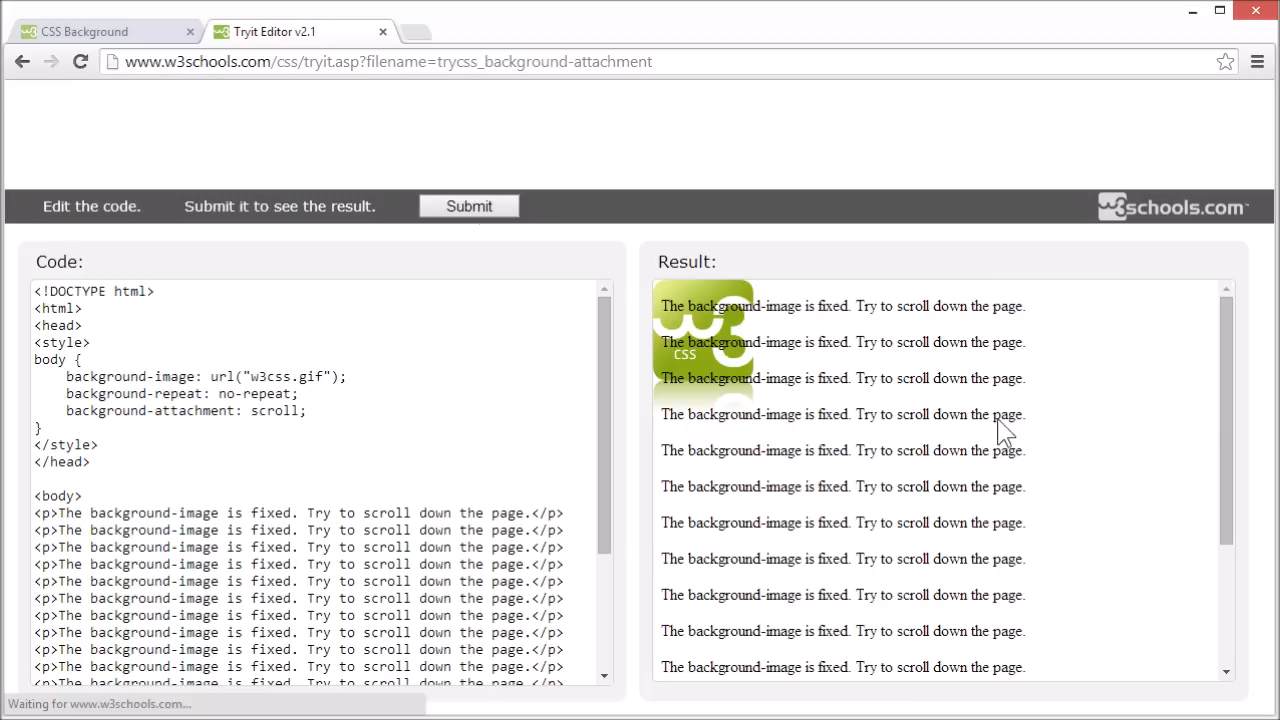 CSS Background
Tryit Editor v2.1
www.w3schools.com/css/tryit.asp?filename=trycss_background-attachment
Edit the code.
Submit it to see the result.
Submit
w3schools.com™
Code:
<!DOCTYPE html>
<html>
<head>
<style>
body {
    background-image: url("w3css.gif");
    background-repeat: no-repeat;
    background-attachment: scroll;
}
</style>
</head>

<body>
<p>The background-image is fixed. Try to scroll down the page.</p>
<p>The background-image is fixed. Try to scroll down the page.</p>
<p>The background-image is fixed. Try to scroll down the page.</p>
<p>The background-image is fixed. Try to scroll down the page.</p>
<p>The background-image is fixed. Try to scroll down the page.</p>
<p>The background-image is fixed. Try to scroll down the page.</p>
<p>The background-image is fixed. Try to scroll down the page.</p>
<p>The background-image is fixed. Try to scroll down the page.</p>
<p>The background-image is fixed. Try to scroll down the page.</p>
<p>The background-image is fixed. Try to scroll down the page.</p>
<p>The background-image is fixed. Try to scroll down the page.</p>
Result:
The background-image is fixed. Try to scroll down the page.
The background-image is fixed. Try to scroll down the page.
w3
CSS
The background-image is fixed. Try to scroll down the page.
The background-image is fixed. Try to scroll down the page.
The background-image is fixed. Try to scroll down the page.
The background-image is fixed. Try to scroll down the page.
The background-image is fixed. Try to scroll down the page.
The background-image is fixed. Try to scroll down the page.
The background-image is fixed. Try to scroll down the page.
The background-image is fixed. Try to scroll down the page.
The background-image is fixed. Try to scroll down the page.
Waiting for www.w3schools.com...